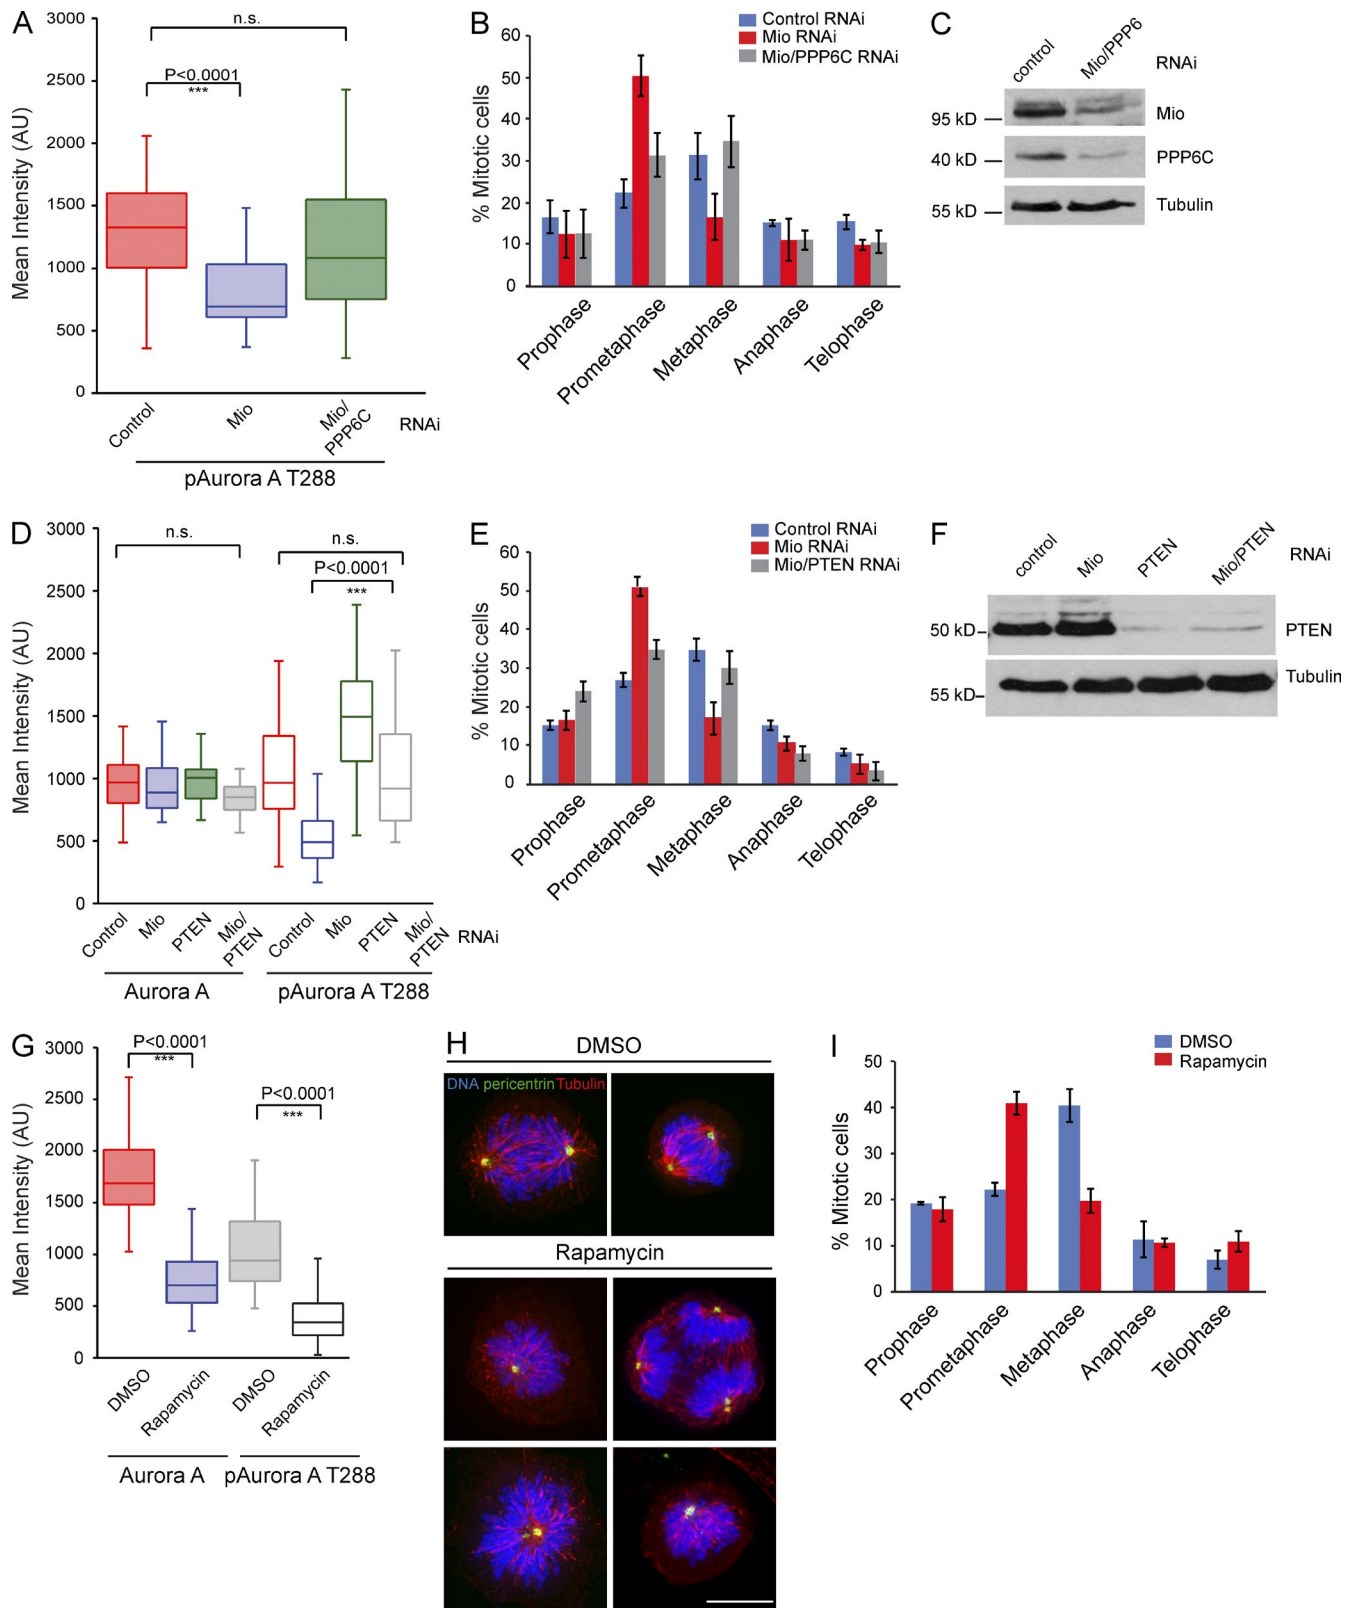 A
Mean Intensity (AU)
3000
2500
2000
1500
1000
500
0
n.s.
P<0.0001
***
Control
Mio
Mio/
PPP6C
RNAi
pAurora A T288
B
Control RNAi
Mio RNAi
Mio/PPP6C RNAi
% Mitotic cells
60
50
40
30
20
10
0
Prophase
Prometaphase
Metaphase
Anaphase
Telophase
C
control
Mio/PPP6
RNAi
95 kD
Mio
40 kD
PPP6C
55 kD
Tubulin
D
Mean Intensity (AU)
3000
2500
2000
1500
1000
500
0
n.s.
n.s.
P<0.0001
***
Control
Mio
PTEN
Mio/
PTEN
Control
Mio
PTEN
Mio/
PTEN
RNAi
Aurora A
pAurora A T288
E
Control RNAi
Mio RNAi
Mio/PTEN RNAi
% Mitotic cells
60
50
40
30
20
10
0
Prophase
Prometaphase
Metaphase
Anaphase
Telophase
F
control
Mio
PTEN
Mio/PTEN
RNAi
50 kD
PTEN
55 kD
Tubulin
G
Mean Intensity (AU)
3000
2500
2000
1500
1000
500
0
P<0.0001
***
P<0.0001
***
DMSO
Rapamycin
DMSO
Rapamycin
Aurora A
pAurora A T288
H
DMSO
DNA pericentrin Tubulin
Rapamycin
I
DMSO
Rapamycin
% Mitotic cells
50
40
30
20
10
0
Prophase
Prometaphase
Metaphase
Anaphase
Telophase